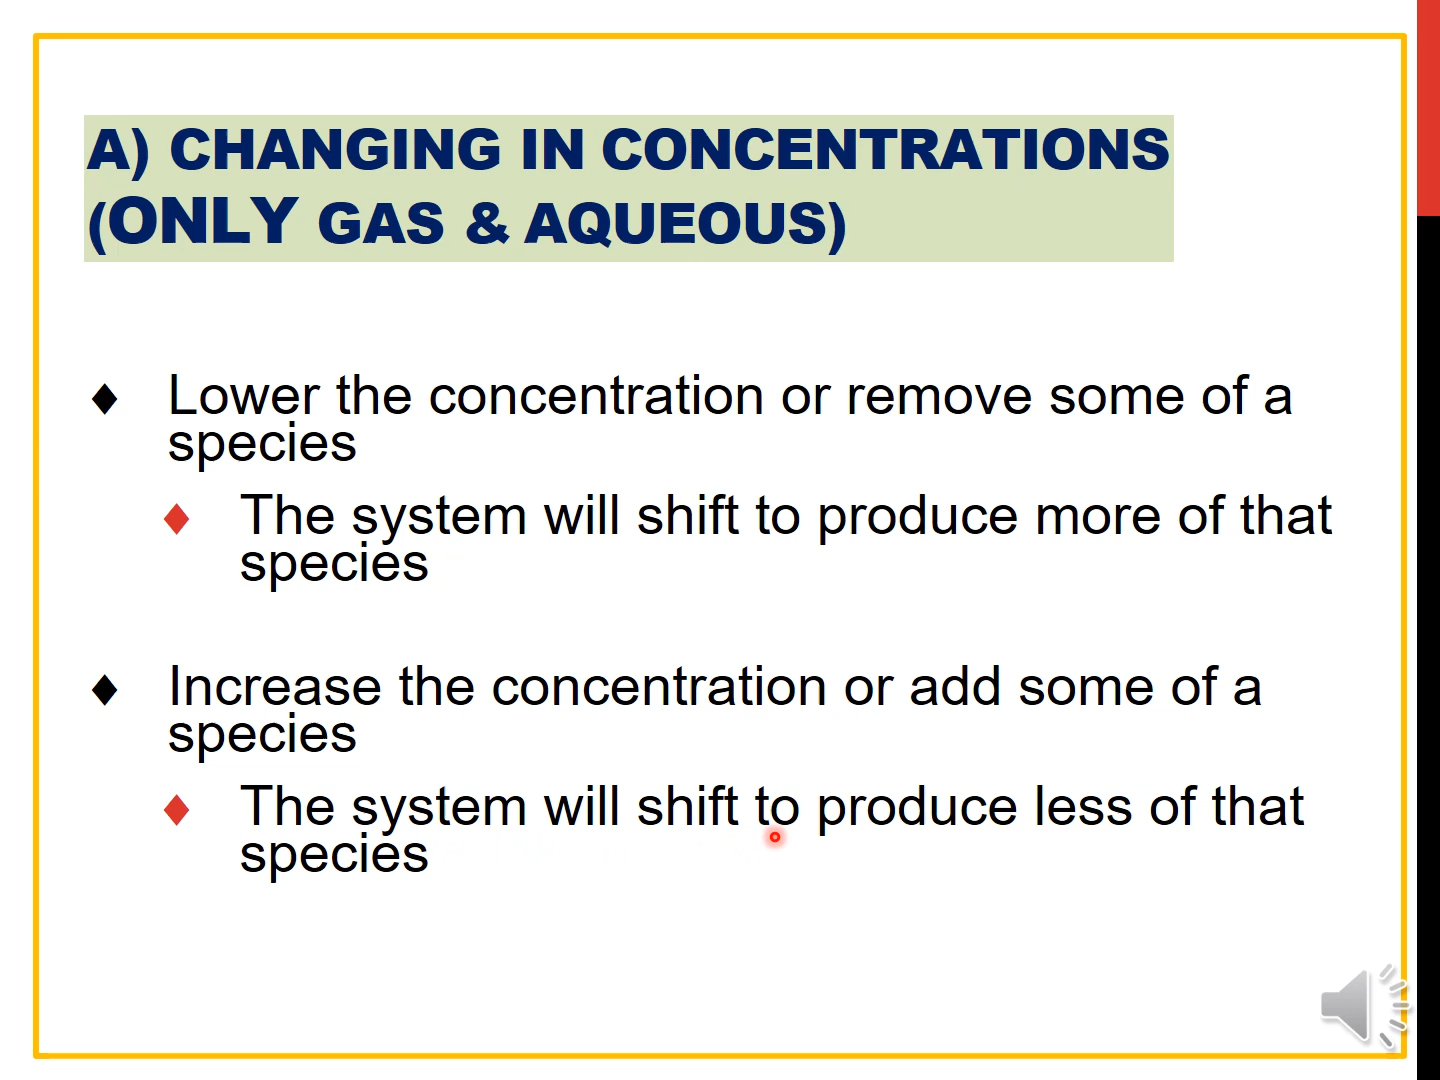 A) CHANGING IN CONCENTRATIONS
(ONLY GAS & AQUEOUS)
♦ Lower the concentration or remove some of a
species
♦ The system will shift to produce more of that
species
♦ Increase the concentration or add some of a
species
♦ The system will shift to produce less of that
species